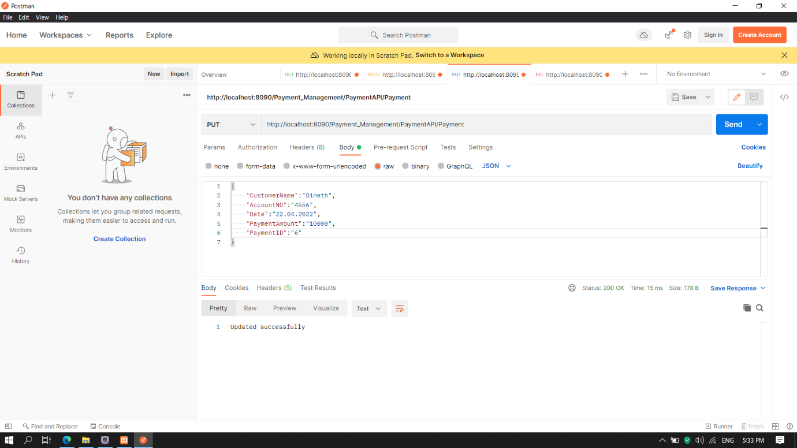 Postman
File Edit View Help
Home Workspaces Reports Explore
Search Postman
Sign in Create Account
Working locally in Scratch Pad. Switch to a Workspace
Scratch Pad New Import
Overview GET http://localhost:8090 POST http://localhost:809 PUT http://localhost:8090 DEL http://localhost:8090 No Environment
Collections
APIs
Environments
Mock Servers
Monitors
History
You don't have any collections
Collections let you group related requests,
making them easier to access and run.
Create Collection
http://localhost:8090/Payment_Management/PaymentAPI/Payment
Save
PUT http://localhost:8090/Payment_Management/PaymentAPI/Payment Send
Params Authorization Headers (8) Body Pre-request Script Tests Settings Cookies
none form-data x-www-form-urlencoded raw binary GraphQL JSON Beautify
1 {
2 "CustomerName":"Dineth",
3 "AccountNO":"4556",
4 "Date":"22.04.2022",
5 "PaymentAmount":"10000",
6 "PaymentID":"6"
7 }
Body Cookies Headers (5) Test Results Status: 200 OK Time: 15 ms Size: 178 B Save Response
Pretty Raw Preview Visualize Text
1 Updated successfully
Find and Replace Console Runner Trash
ENG 5:33 PM